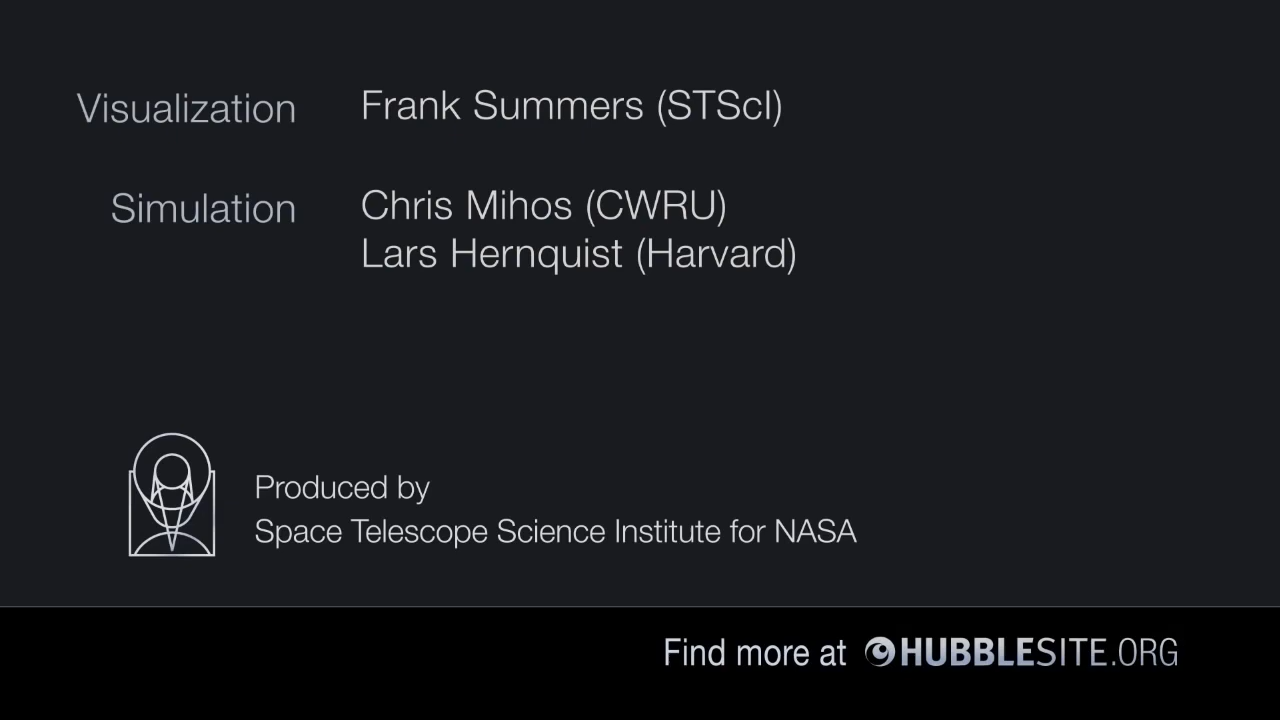 Visualization Frank Summers (STScI)
Simulation Chris Mihos (CWRU)
Lars Hernquist (Harvard)
Produced by
Space Telescope Science Institute for NASA
Find more at HUBBLESITE.ORG